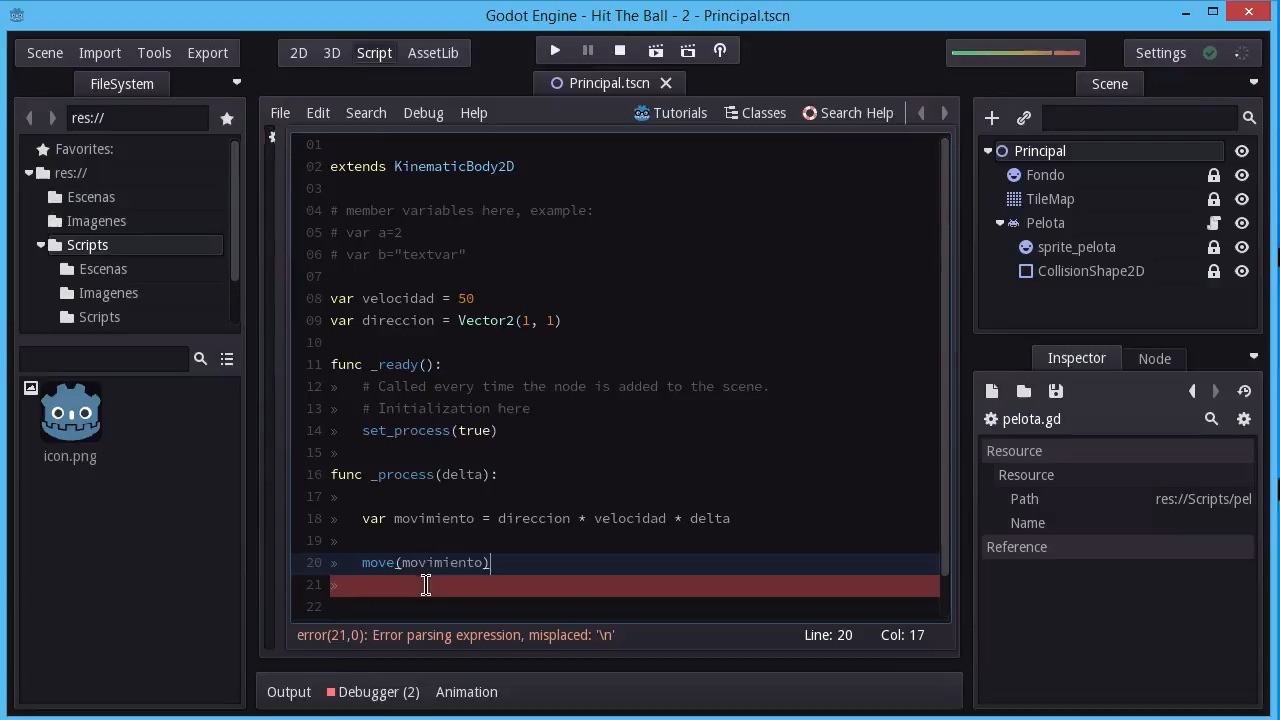 Godot Engine - Hit The Ball - 2 - Principal.tscn
Scene Import Tools Export
2D 3D Script AssetLib
Settings
FileSystem
Principal.tscn
Scene
res://
File Edit Search Debug Help
Tutorials Classes Search Help
Favorites:
res://
Escenas
Imagenes
Scripts
Escenas
Imagenes
Scripts
icon.png
01
02 extends KinematicBody2D
03
04 # member variables here, example:
05 # var a=2
06 # var b="textvar"
07
08 var velocidad = 50
09 var direccion = Vector2(1, 1)
10
11 func _ready():
12 » # Called every time the node is added to the scene.
13 » # Initialization here
14 » set_process(true)
15 »
16 func _process(delta):
17 »
18 » var movimiento = direccion * velocidad * delta
19 »
20 » move(movimiento)
21 »
22
error(21,0): Error parsing expression, misplaced: '\n'
Line: 20 Col: 17
Output Debugger (2) Animation
Principal
Fondo
TileMap
Pelota
sprite_pelota
CollisionShape2D
Inspector Node
pelota.gd
Resource
Resource
Path res://Scripts/pel
Name
Reference